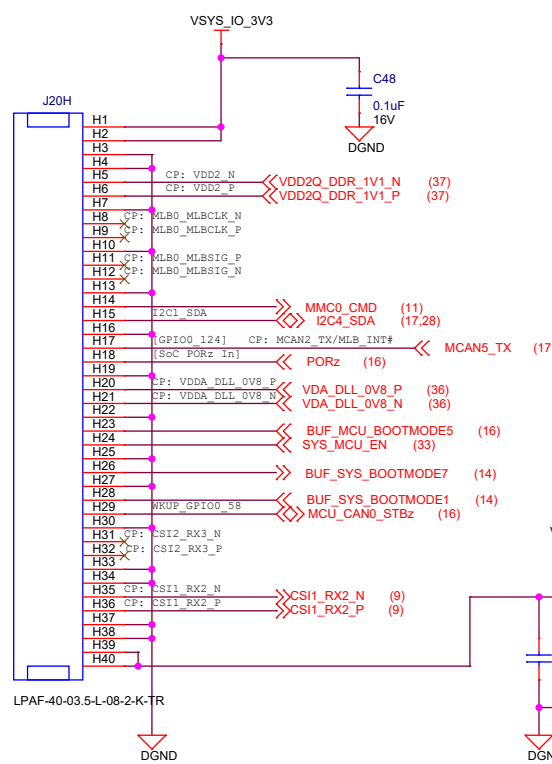 VSYS_IO_3V3
C48
0.1uF
16V
DGND
J20H
H1
H2
H3
H4
H5 CP: VDD2_N VDD2Q_DDR_1V1_N (37)
H6 CP: VDD2_P VDD2Q_DDR_1V1_P (37)
H7
H8 CP: MLB0_MLBCLK_N
H9 CP: MLB0_MLBCLK_P
H10
H11 CP: MLB0_MLBSIG_P
H12 CP: MLB0_MLBSIG_N
H13
H14 MMC0_CMD (11)
H15 I2C1_SDA I2C4_SDA (17,28)
H16
H17 [GPIO0_124] CP: MCAN2_TX/MLB_INT# MCAN5_TX (17
H18 [SoC PORz In] PORz (16)
H19
H20 CP: VDDA_DLL_0V8_P VDA_DLL_0V8_P (36)
H21 CP: VDDA_DLL_0V8_N VDA_DLL_0V8_N (36)
H22
H23 BUF_MCU_BOOTMODE5 (16)
H24 SYS_MCU_EN (33)
H25
H26 BUF_SYS_BOOTMODE7 (14)
H27
H28 BUF_SYS_BOOTMODE1 (14)
H29 WKUP_GPIO0_58 MCU_CAN0_STBz (16)
H30
H31 CP: CSI2_RX3_N
H32 CP: CSI2_RX3_P
H33
H34
H35 CP: CSI1_RX2_N CSI1_RX2_N (9)
H36 CP: CSI1_RX2_P CSI1_RX2_P (9)
H37
H38
H39
H40
LPAF-40-03.5-L-08-2-K-TR
DGND
DGN